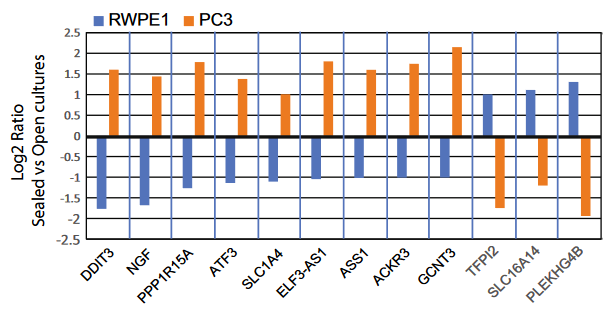 RWPE1 PC3
Log2 Ratio
Sealed vs Open cultures
2.5
2
1.5
1
0.5
0
-0.5
-1
-1.5
-2
-2.5
DDIT3
NGF
PPP1R15A
ATF3
SLC1A4
ELF3-AS1
ASS1
ACKR3
GCNT3
TFPI2
SLC16A14
PLEKHG4B